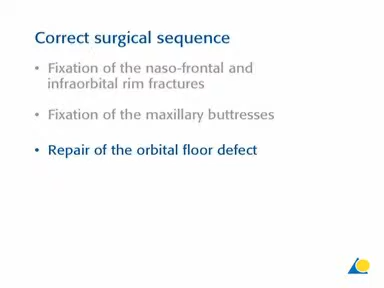 Correct surgical sequence
• Fixation of the naso-frontal and
infraorbital rim fractures
• Fixation of the maxillary buttresses
• Repair of the orbital floor defect